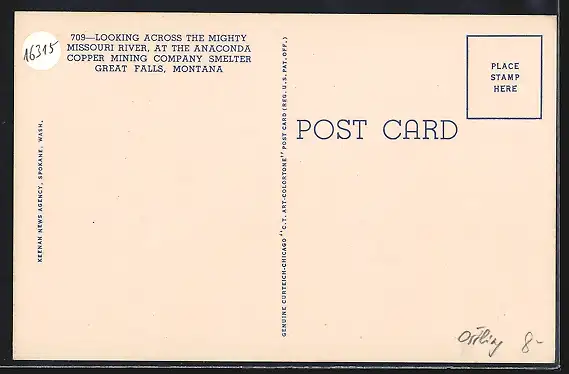 16315
709—LOOKING ACROSS THE MIGHTY
MISSOURI RIVER, AT THE ANACONDA
COPPER MINING COMPANY SMELTER
GREAT FALLS, MONTANA
KEENAN NEWS AGENCY, SPOKANE, WASH.
GENUINE CURTEICH-CHICAGO "C.T. ART-COLORTONE" POST CARD (REG. U.S. PAT. OFF.)
POST CARD
PLACE
STAMP
HERE
8-